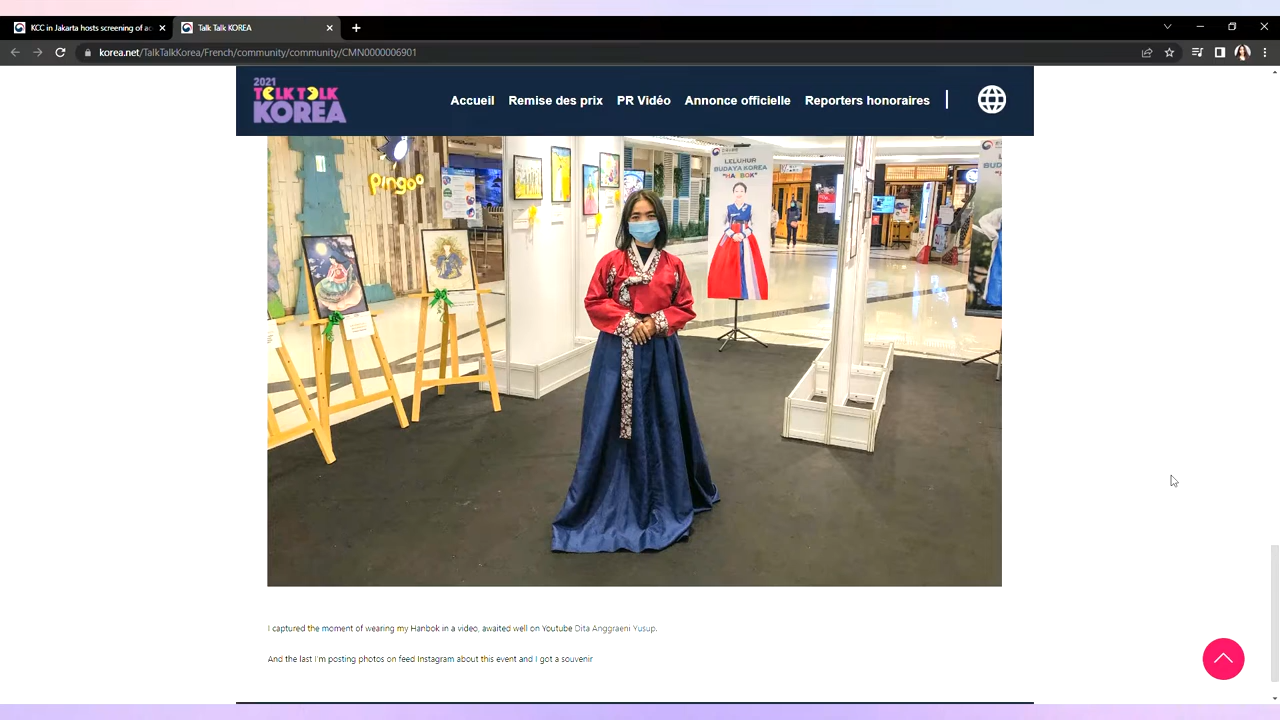 KCC in Jakarta hosts screening of ac
Talk Talk KOREA
korea.net/TalkTalkKorea/French/community/community/CMN0000006901
2021
TALK TALK
KOREA
Accueil
Remise des prix
PR Vidéo
Annonce officielle
Reporters honoraires
Pingoo
LELUHUR
BUDAYA KOREA
"HANBOK"
I captured the moment of wearing my Hanbok in a video, awaited well on Youtube Dita Anggraeni Yusup.
And the last I'm posting photos on feed Instagram about this event and I got a souvenir